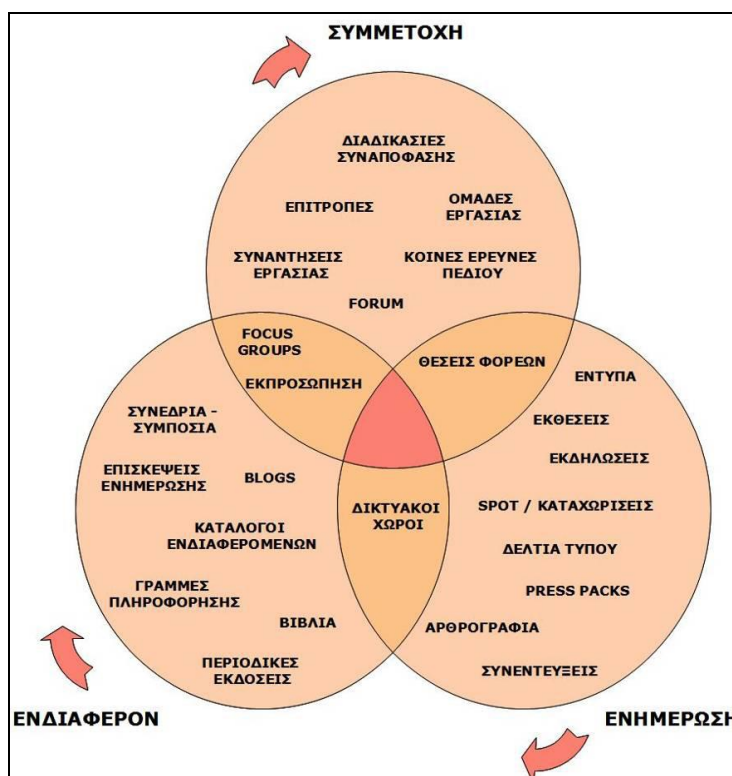 ΣΥΜΜΕΤΟΧΗ
ΔΙΑΔΙΚΑΣΙΕΣ
ΣΥΝΑΠΟΦΑΣΗΣ
ΕΠΙΤΡΟΠΕΣ
ΟΜΑΔΕΣ
ΕΡΓΑΣΙΑΣ
ΣΥΝΑΝΤΗΣΕΙΣ
ΕΡΓΑΣΙΑΣ
ΚΟΙΝΕΣ ΕΡΕΥΝΕΣ
ΠΕΔΙΟΥ
FORUM
FOCUS
GROUPS
ΕΚΠΡΟΣΩΠΗΣΗ
ΘΕΣΕΙΣ ΦΟΡΕΩΝ
ΣΥΝΕΔΡΙΑ -
ΣΥΜΠΟΣΙΑ
ΕΠΙΣΚΕΨΕΙΣ
ΕΝΗΜΕΡΩΣΗΣ
BLOGS
ΚΑΤΑΛΟΓΟΙ
ΕΝΔΙΑΦΕΡΟΜΕΝΩΝ
ΓΡΑΜΜΕΣ
ΠΛΗΡΟΦΟΡΗΣΗΣ
ΒΙΒΛΙΑ
ΠΕΡΙΟΔΙΚΕΣ
ΕΚΔΟΣΕΙΣ
ΔΙΚΤΥΑΚΟΙ
ΧΩΡΟΙ
ΕΝΤΥΠΑ
ΕΚΘΕΣΕΙΣ
ΕΚΔΗΛΩΣΕΙΣ
SPOT / ΚΑΤΑΧΩΡΙΣΕΙΣ
ΔΕΛΤΙΑ ΤΥΠΟΥ
PRESS PACKS
ΑΡΘΡΟΓΡΑΦΙΑ
ΣΥΝΕΝΤΕΥΞΕΙΣ
ΕΝΔΙΑΦΕΡΟΝ
ΕΝΗΜΕΡΩΣΗ